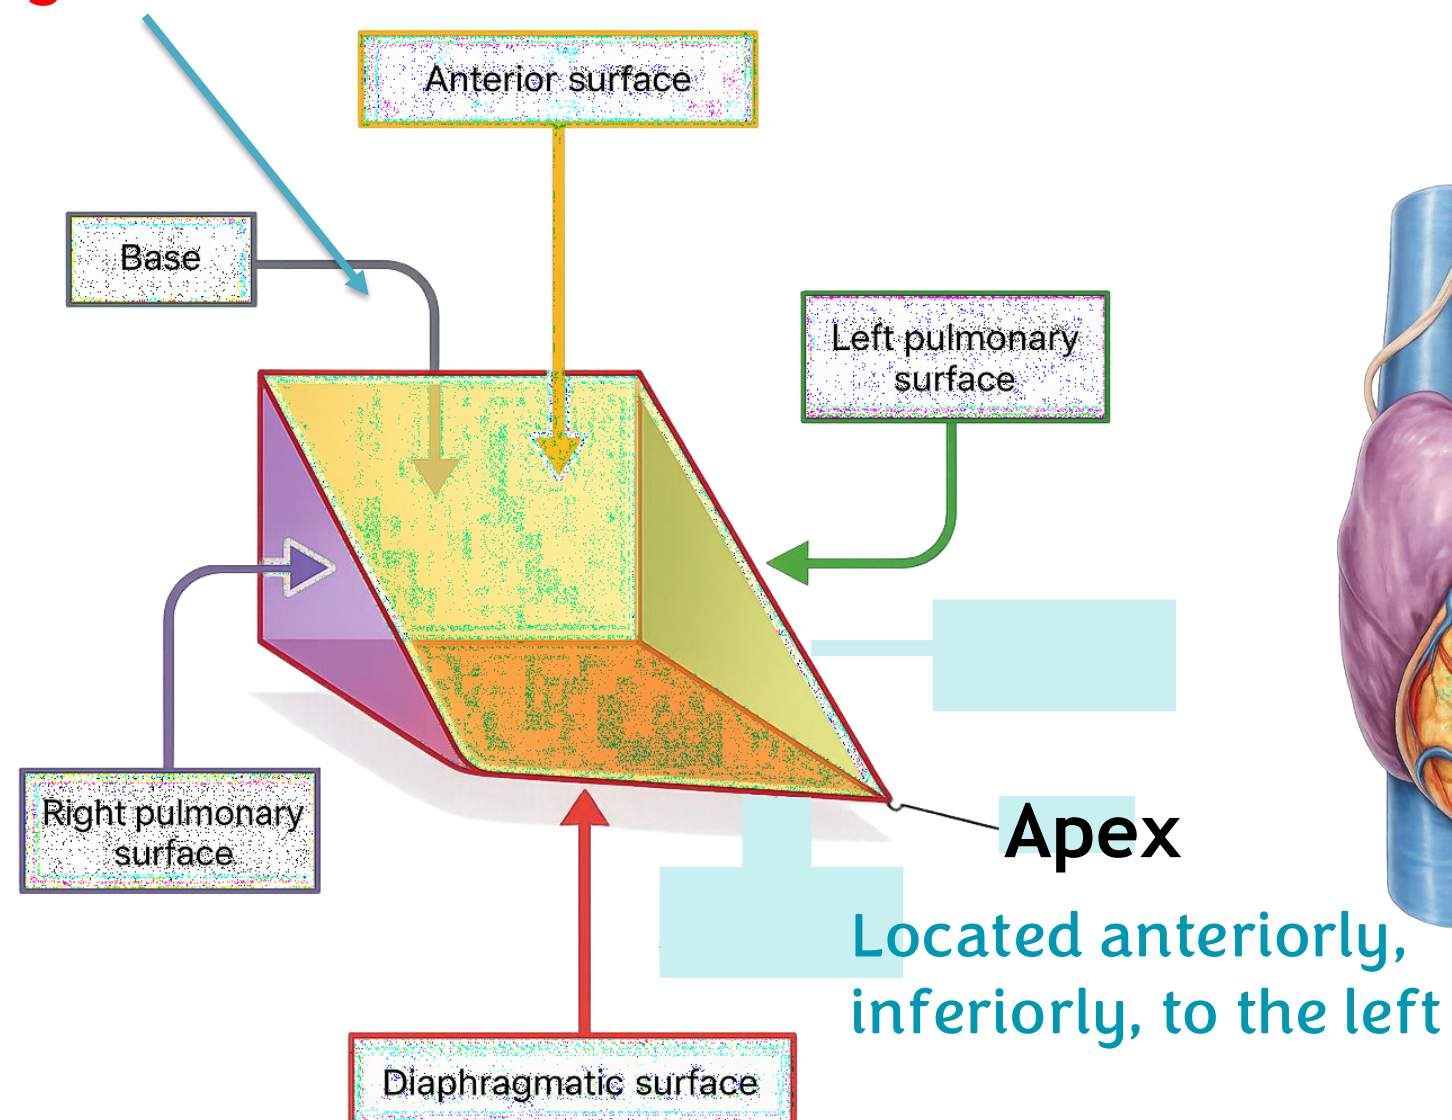 Anterior surface
Base
Left pulmonary
surface
Right pulmonary
surface
Apex
Located anteriorly,
inferiorly, to the left
Diaphragmatic surface